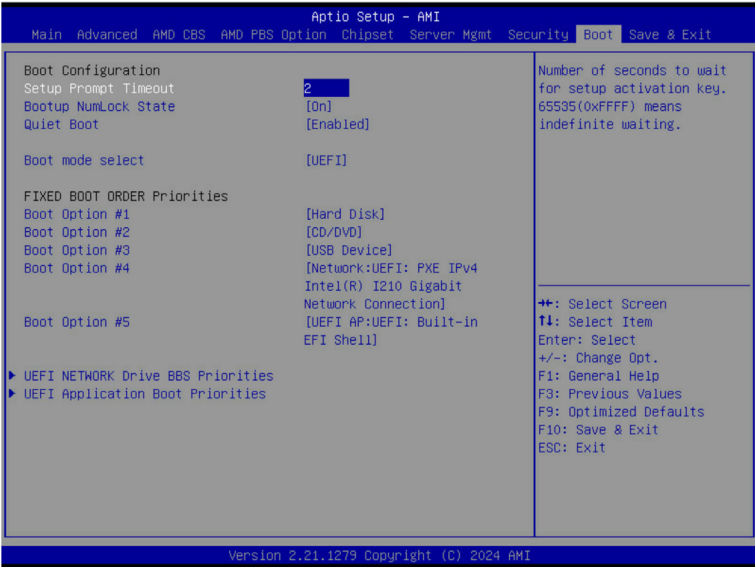 Aptio Setup - AMI
Main Advanced AMD CBS AMD PBS Option Chipset Server Mgmt Security Boot Save & Exit
Boot Configuration
Setup Prompt Timeout 2
Bootup NumLock State [On]
Quiet Boot [Enabled]
Boot mode select [UEFI]
FIXED BOOT ORDER Priorities
Boot Option #1 [Hard Disk]
Boot Option #2 [CD/DVD]
Boot Option #3 [USB Device]
Boot Option #4 [Network:UEFI: PXE IPv4
Intel(R) I210 Gigabit
Network Connection]
Boot Option #5 [UEFI AP:UEFI: Built-in
EFI Shell]
UEFI NETWORK Drive BBS Priorities
UEFI Application Boot Priorities
Number of seconds to wait
for setup activation key.
65535(0xFFFF) means
indefinite waiting.
→←: Select Screen
↑↓: Select Item
Enter: Select
+/-: Change Opt.
F1: General Help
F3: Previous Values
F9: Optimized Defaults
F10: Save & Exit
ESC: Exit
Version 2.21.1279 Copyright (C) 2024 AMI